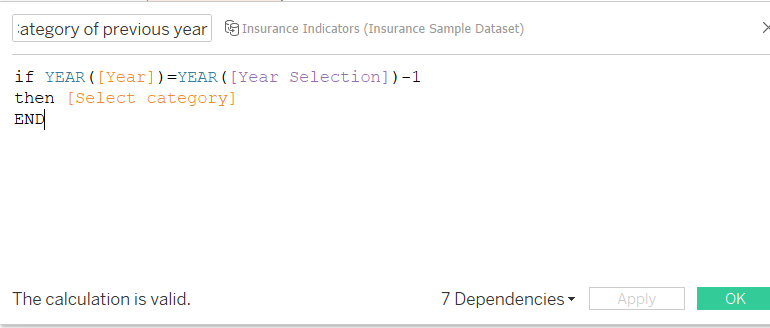 ategory of previous year
Insurance Indicators (Insurance Sample Dataset)
if YEAR([Year])=YEAR([Year Selection])-1
then [Select category]
END
The calculation is valid.
7 Dependencies
Apply
OK